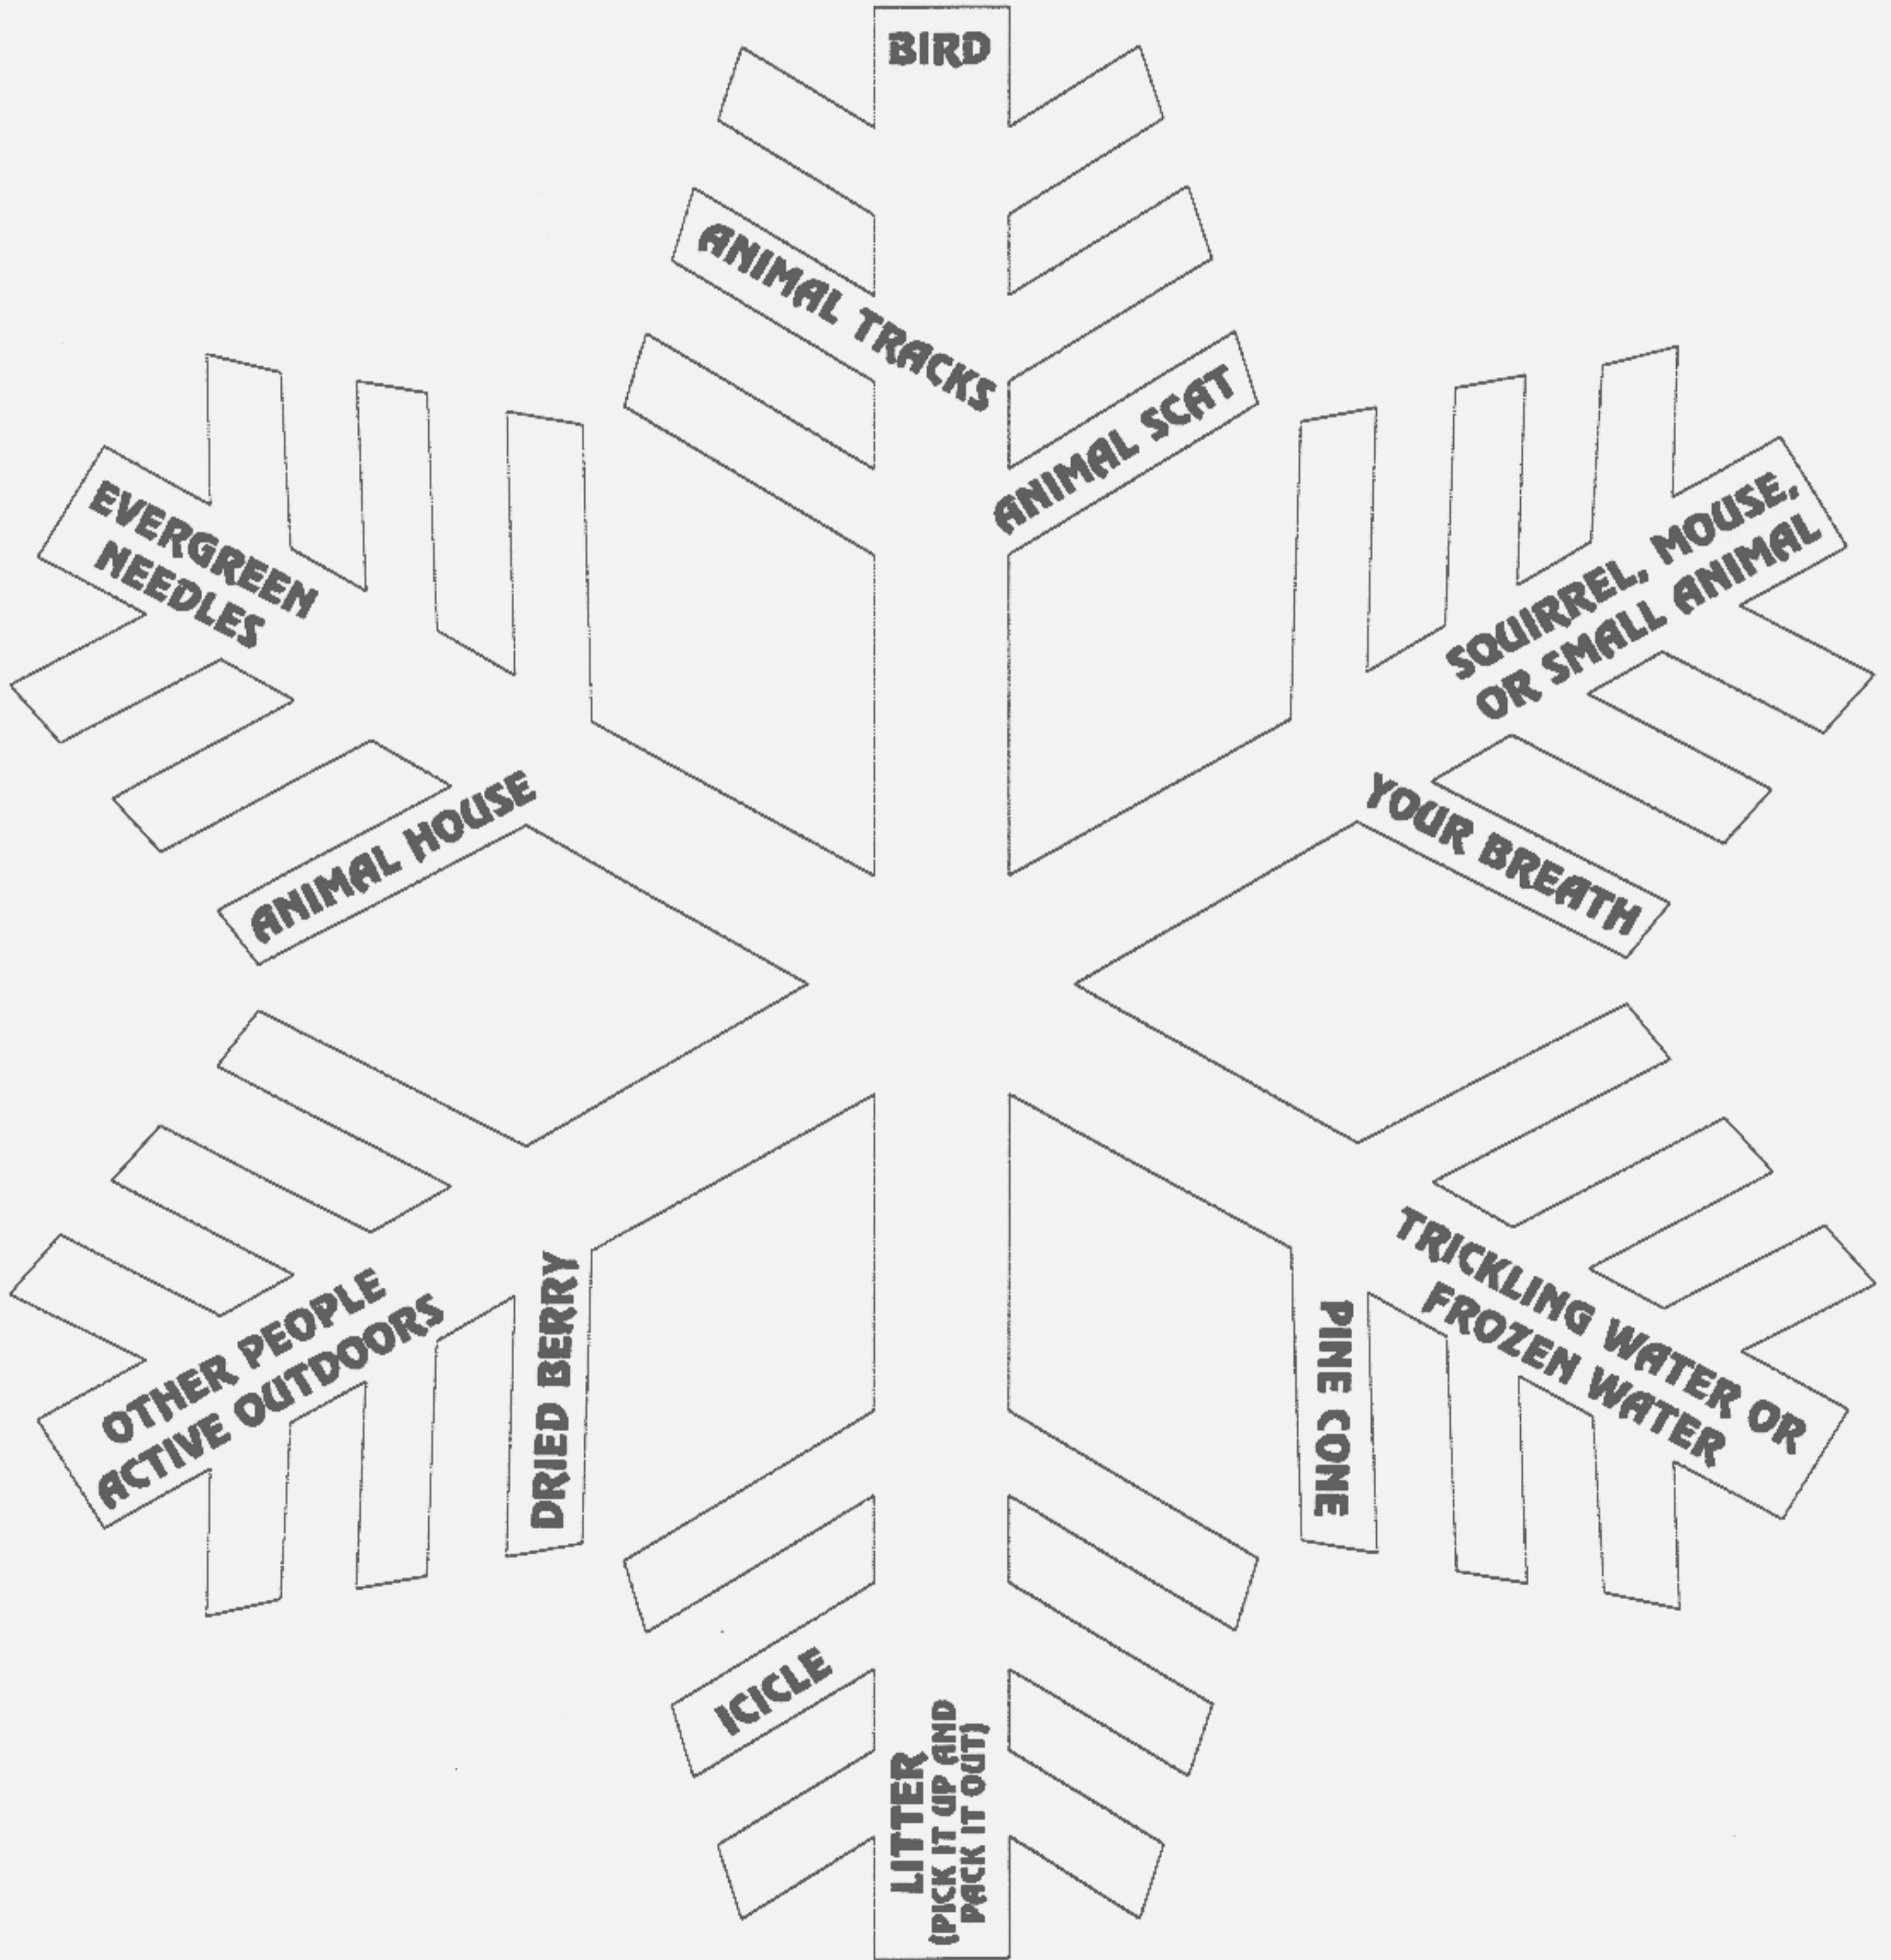 BIRD
ANIMAL TRACKS
ANIMAL SCAT
EVERGREEN
NEEDLES
SQUIRREL, MOUSE,
OR SMALL ANIMAL
ANIMAL HOUSE
YOUR BREATH
OTHER PEOPLE
ACTIVE OUTDOORS
DRIED BERRY
PINE CONE
TRICKLING WATER OR
FROZEN WATER
ICICLE
LITTER
(PICK IT UP AND
PACK IT OUT)